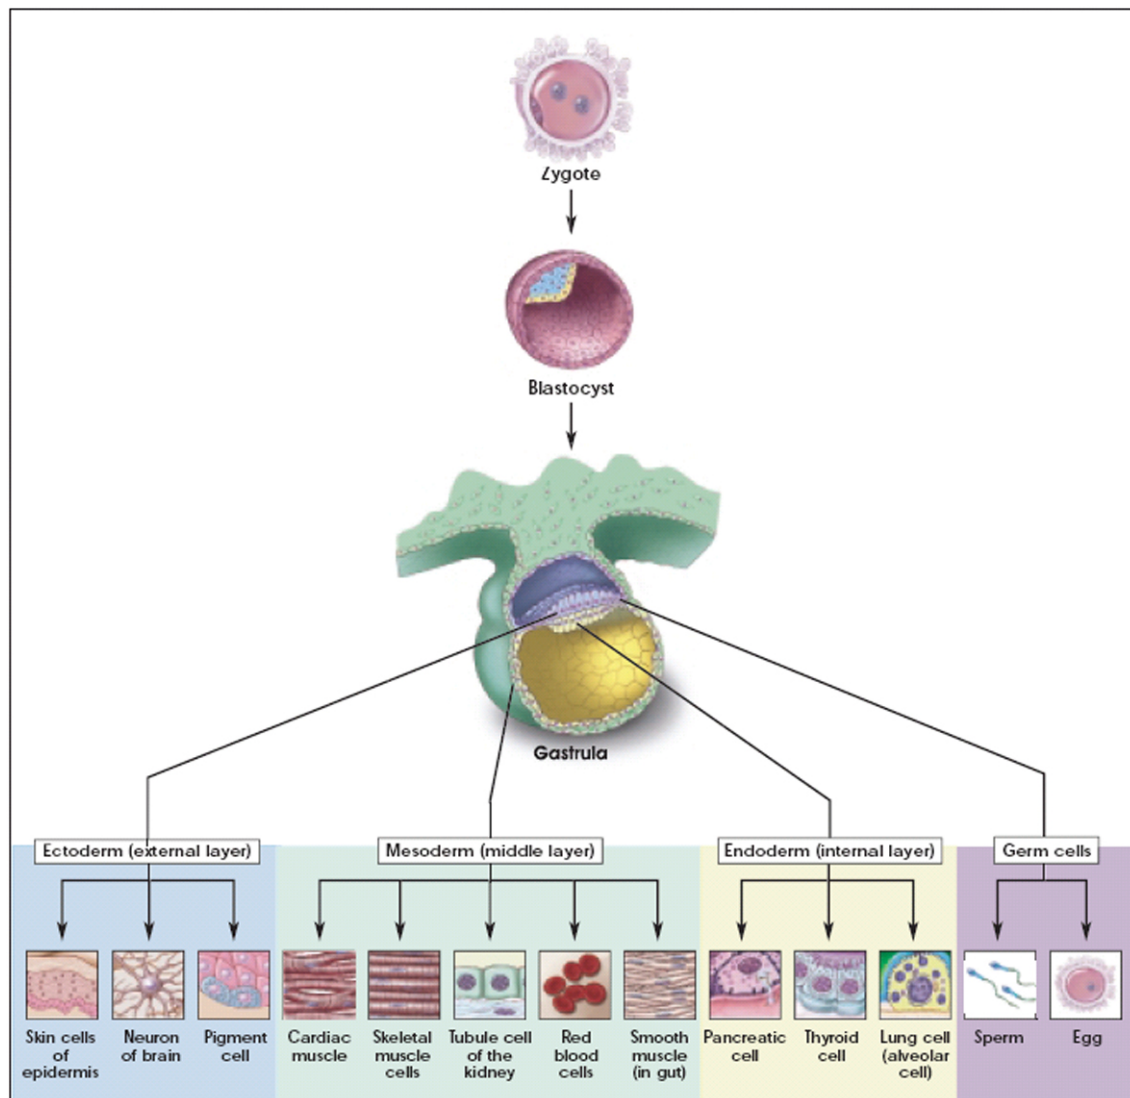 Zygote
Blastocyst
Gastrula
Ectoderm (external layer)
Mesoderm (middle layer)
Endoderm (internal layer)
Germ cells
Skin cells
of
epidermis
Neuron
of brain
Pigment
cell
Cardiac
muscle
Skeletal
muscle
cells
Tubule cell
of the
kidney
Red
blood
cells
Smooth
muscle
(in gut)
Pancreatic
cell
Thyroid
cell
Lung cell
(alveolar
cell)
Sperm
Egg